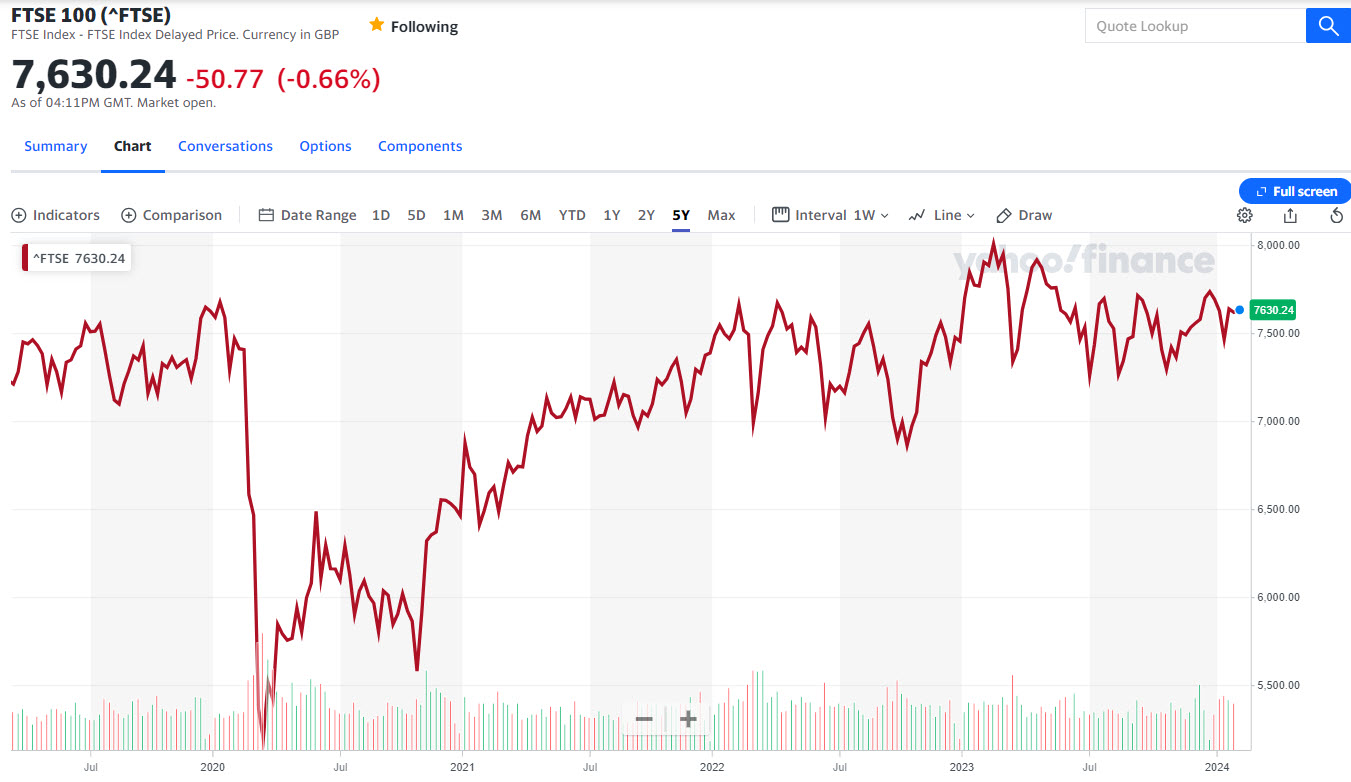 FTSE 100 (^FTSE)
FTSE Index - FTSE Index Delayed Price. Currency in GBP
Following
Quote Lookup
7,630.24 -50.77 (-0.66%)
As of 04:11PM GMT. Market open.
Summary Chart Conversations Options Components
Full screen
Indicators Comparison Date Range 1D 5D 1M 3M 6M YTD 1Y 2Y 5Y Max Interval 1W Line Draw
^FTSE 7630.24
yahoo!finance
8,000.00
7630.24
7,500.00
7,000.00
6,500.00
6,000.00
5,500.00
Jul 2020 Jul 2021 Jul 2022 Jul 2023 Jul 2024